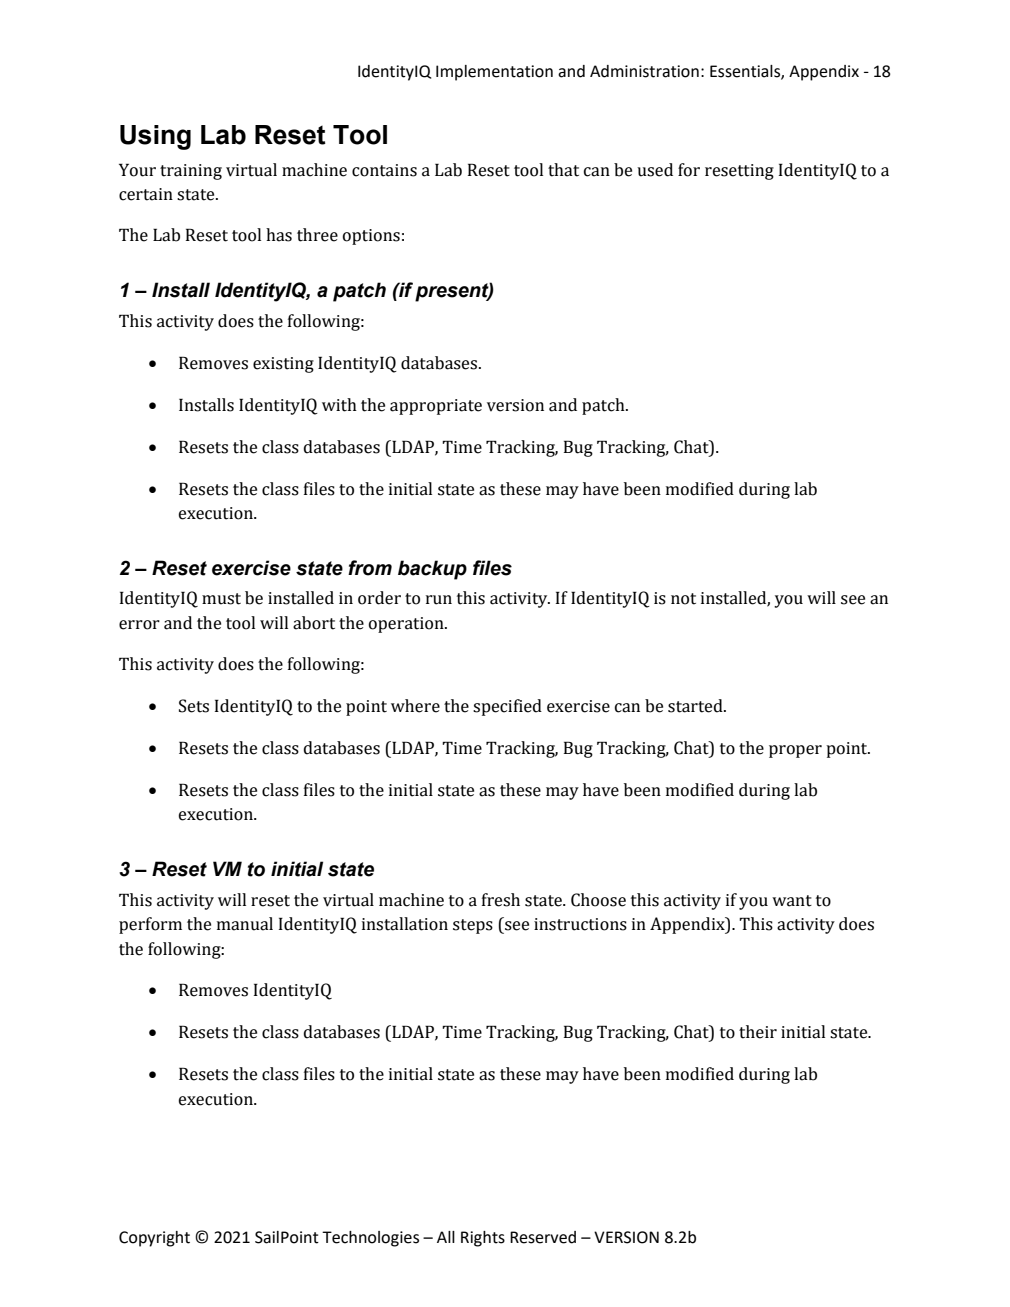 IdentityIQ Implementation and Administration: Essentials, Appendix - 18
Using Lab Reset Tool
Your training virtual machine contains a Lab Reset tool that can be used for resetting IdentityIQ to a
certain state.
The Lab Reset tool has three options:
1 – Install IdentityIQ, a patch (if present)
This activity does the following:
• Removes existing IdentityIQ databases.
• Installs IdentityIQ with the appropriate version and patch.
• Resets the class databases (LDAP, Time Tracking, Bug Tracking, Chat).
• Resets the class files to the initial state as these may have been modified during lab
execution.
2 – Reset exercise state from backup files
IdentityIQ must be installed in order to run this activity. If IdentityIQ is not installed, you will see an
error and the tool will abort the operation.
This activity does the following:
• Sets IdentityIQ to the point where the specified exercise can be started.
• Resets the class databases (LDAP, Time Tracking, Bug Tracking, Chat) to the proper point.
• Resets the class files to the initial state as these may have been modified during lab
execution.
3 – Reset VM to initial state
This activity will reset the virtual machine to a fresh state. Choose this activity if you want to
perform the manual IdentityIQ installation steps (see instructions in Appendix). This activity does
the following:
• Removes IdentityIQ
• Resets the class databases (LDAP, Time Tracking, Bug Tracking, Chat) to their initial state.
• Resets the class files to the initial state as these may have been modified during lab
execution.
Copyright © 2021 SailPoint Technologies – All Rights Reserved – VERSION 8.2b